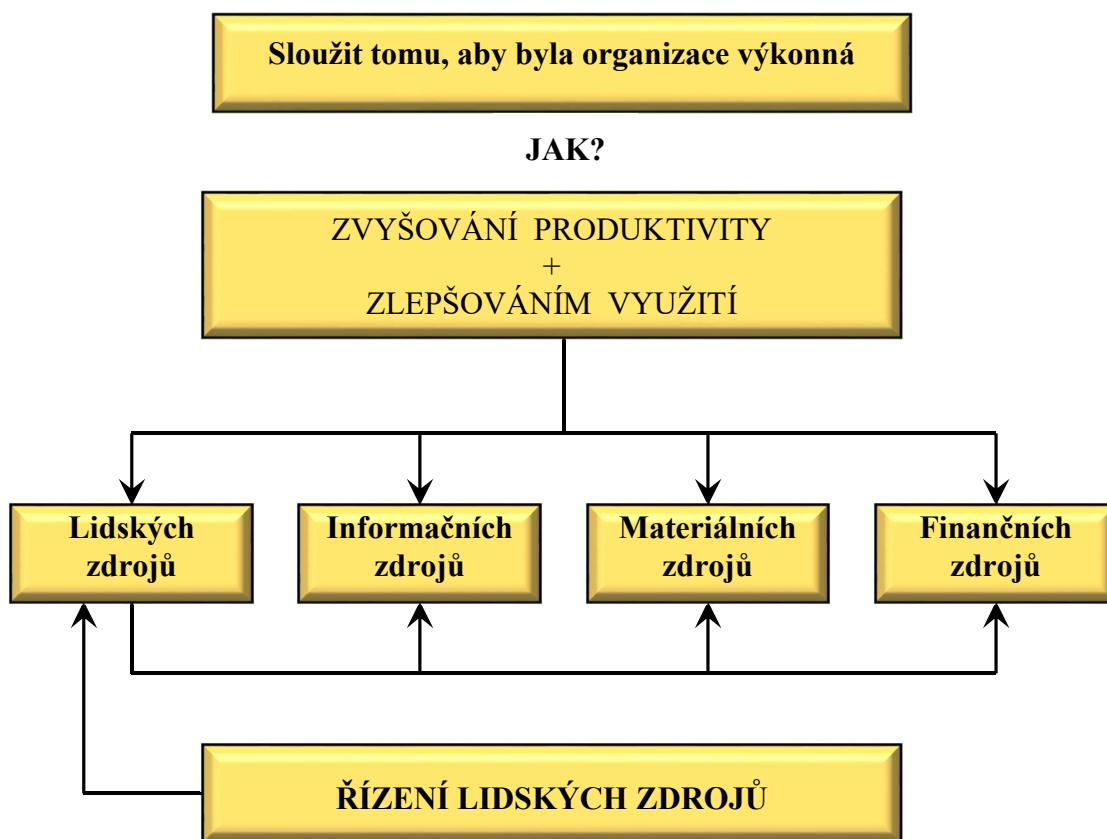 Sloužit tomu, aby byla organizace výkonná
JAK?
ZVYŠOVÁNÍ PRODUKTIVITY
+
ZLEPŠOVÁNÍM VYUŽITÍ
Lidských
zdrojů
Informačních
zdrojů
Materiálních
zdrojů
Finančních
zdrojů
ŘÍZENÍ LIDSKÝCH ZDROJŮ